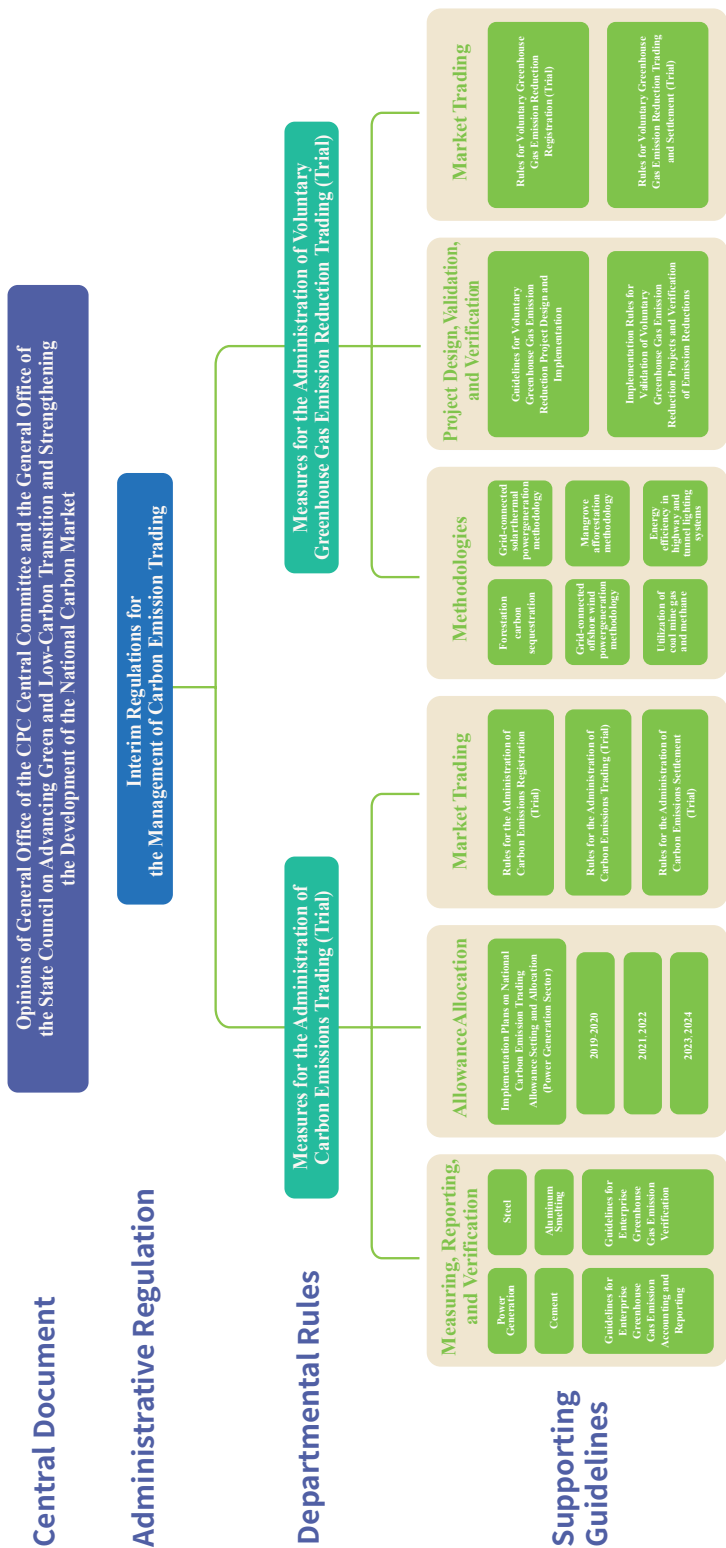 Central Document
Opinions of General Office of the CPC Central Committee and the General Office of
the State Council on Advancing Green and Low-Carbon Transition and Strengthening
the Development of the National Carbon Market
Administrative Regulation
Interim Regulations for
the Management of Carbon Emission Trading
Departmental Rules
Measures for the Administration of
Carbon Emissions Trading (Trial)
Measures for the Administration of Voluntary
Greenhouse Gas Emission Reduction Trading (Trial)
Supporting
Guidelines
Measuring, Reporting,
and Verification
Power
Generation
Steel
Cement
Aluminum
Smelting
Guidelines for
Enterprise
Greenhouse
Gas Emission
Accounting and
Reporting
Guidelines for
Enterprise
Greenhouse
Gas Emission
Verification
Allowance Allocation
Implementation Plans on National
Carbon Emission Trading
Allowance Setting and Allocation
(Power Generation Sector)
2019-2020
2021, 2022
2023, 2024
Market Trading
Rules for the Administration of
Carbon Emissions Registration
(Trial)
Rules for the Administration of
Carbon Emissions Trading (Trial)
Rules for the Administration of
Carbon Emissions Settlement
(Trial)
Methodologies
Forestation
carbon
sequestration
Grid-connected
solar thermal
powergeneration
methodology
Grid-connected
offshore wind
powergeneration
methodology
Mangrove
afforestation
methodology
Utilization of
coal mine gas
and methane
Energy
efficiency in
highway and
tunnel lighting
systems
Project Design, Validation,
and Verification
Guidelines for Voluntary
Greenhouse Gas Emission
Reduction Project Design and
Implementation
Implementation Rules for
Validation of Voluntary
Greenhouse Gas Emission
Reduction Projects and Verification
of Emission Reductions
Market Trading
Rules for Voluntary Greenhouse
Gas Emission Reduction
Registration (Trial)
Rules for Voluntary Greenhouse
Gas Emission Reduction Trading
and Settlement (Trial)